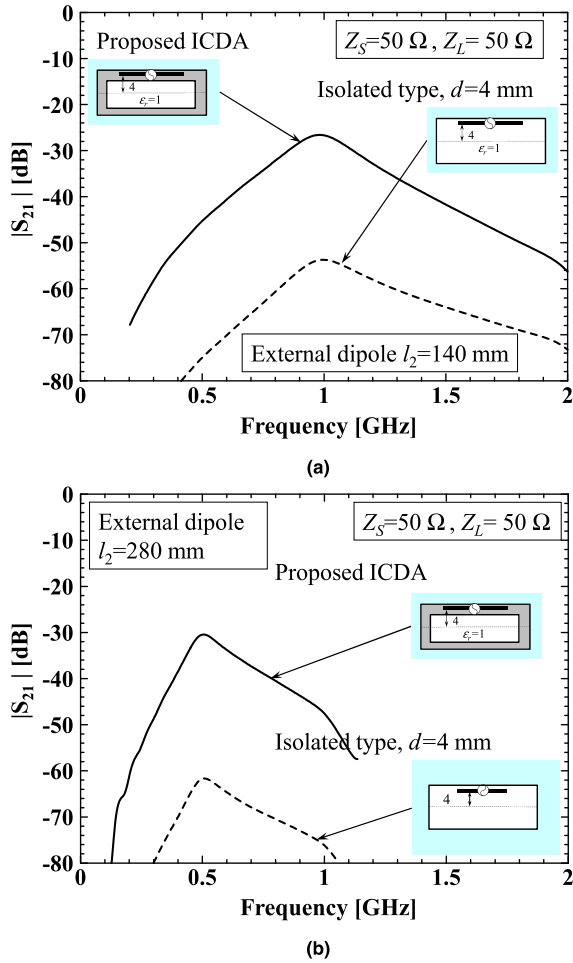 0
-10
-20
-30
-40
-50
-60
-70
-80
|S21| [dB]
Proposed ICDA
ZS=50 Ω , ZL= 50 Ω
4
εr=1
Isolated type, d=4 mm
4
εr=1
External dipole l2=140 mm
0 0.5 1 1.5 2
Frequency [GHz]
(a)
0
-10
-20
-30
-40
-50
-60
-70
-80
|S21| [dB]
External dipole
l2=280 mm
ZS=50 Ω , ZL= 50 Ω
Proposed ICDA
4
εr=1
Isolated type, d=4 mm
4
0 0.5 1 1.5 2
Frequency [GHz]
(b)